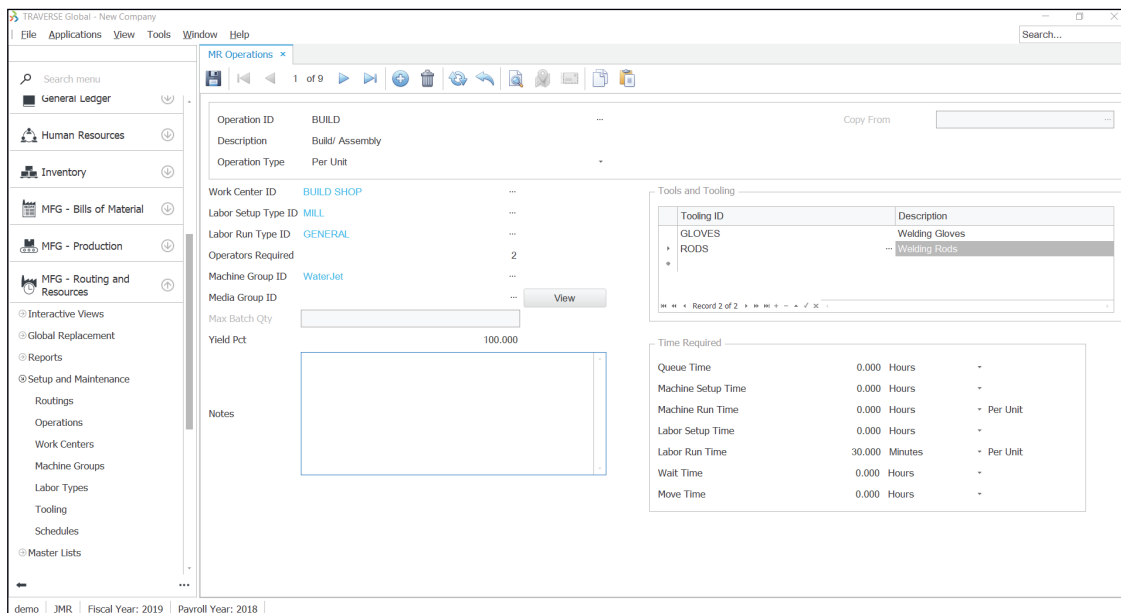 TRAVERSE Global - New Company
File Applications View Tools Window Help
Search...
MR Operations ×
Search menu
1 of 9
General Ledger
Human Resources
Inventory
MFG - Bills of Material
MFG - Production
MFG - Routing and
Resources
Interactive Views
Global Replacement
Reports
Setup and Maintenance
Routings
Operations
Work Centers
Machine Groups
Labor Types
Tooling
Schedules
Master Lists
Operation ID BUILD ...
Copy From ...
Description Build/ Assembly
Operation Type Per Unit
Work Center ID BUILD SHOP ...
Labor Setup Type ID MILL ...
Labor Run Type ID GENERAL ...
Operators Required 2
Machine Group ID WaterJet ...
Media Group ID ... View
Max Batch Qty
Yield Pct 100.000
Notes
Tools and Tooling
Tooling ID Description
GLOVES Welding Gloves
RODS ... Welding Rods
Record 2 of 2
Time Required
Queue Time 0.000 Hours
Machine Setup Time 0.000 Hours
Machine Run Time 0.000 Hours Per Unit
Labor Setup Time 0.000 Hours
Labor Run Time 30.000 Minutes Per Unit
Wait Time 0.000 Hours
Move Time 0.000 Hours
demo JMR Fiscal Year: 2019 Payroll Year: 2018